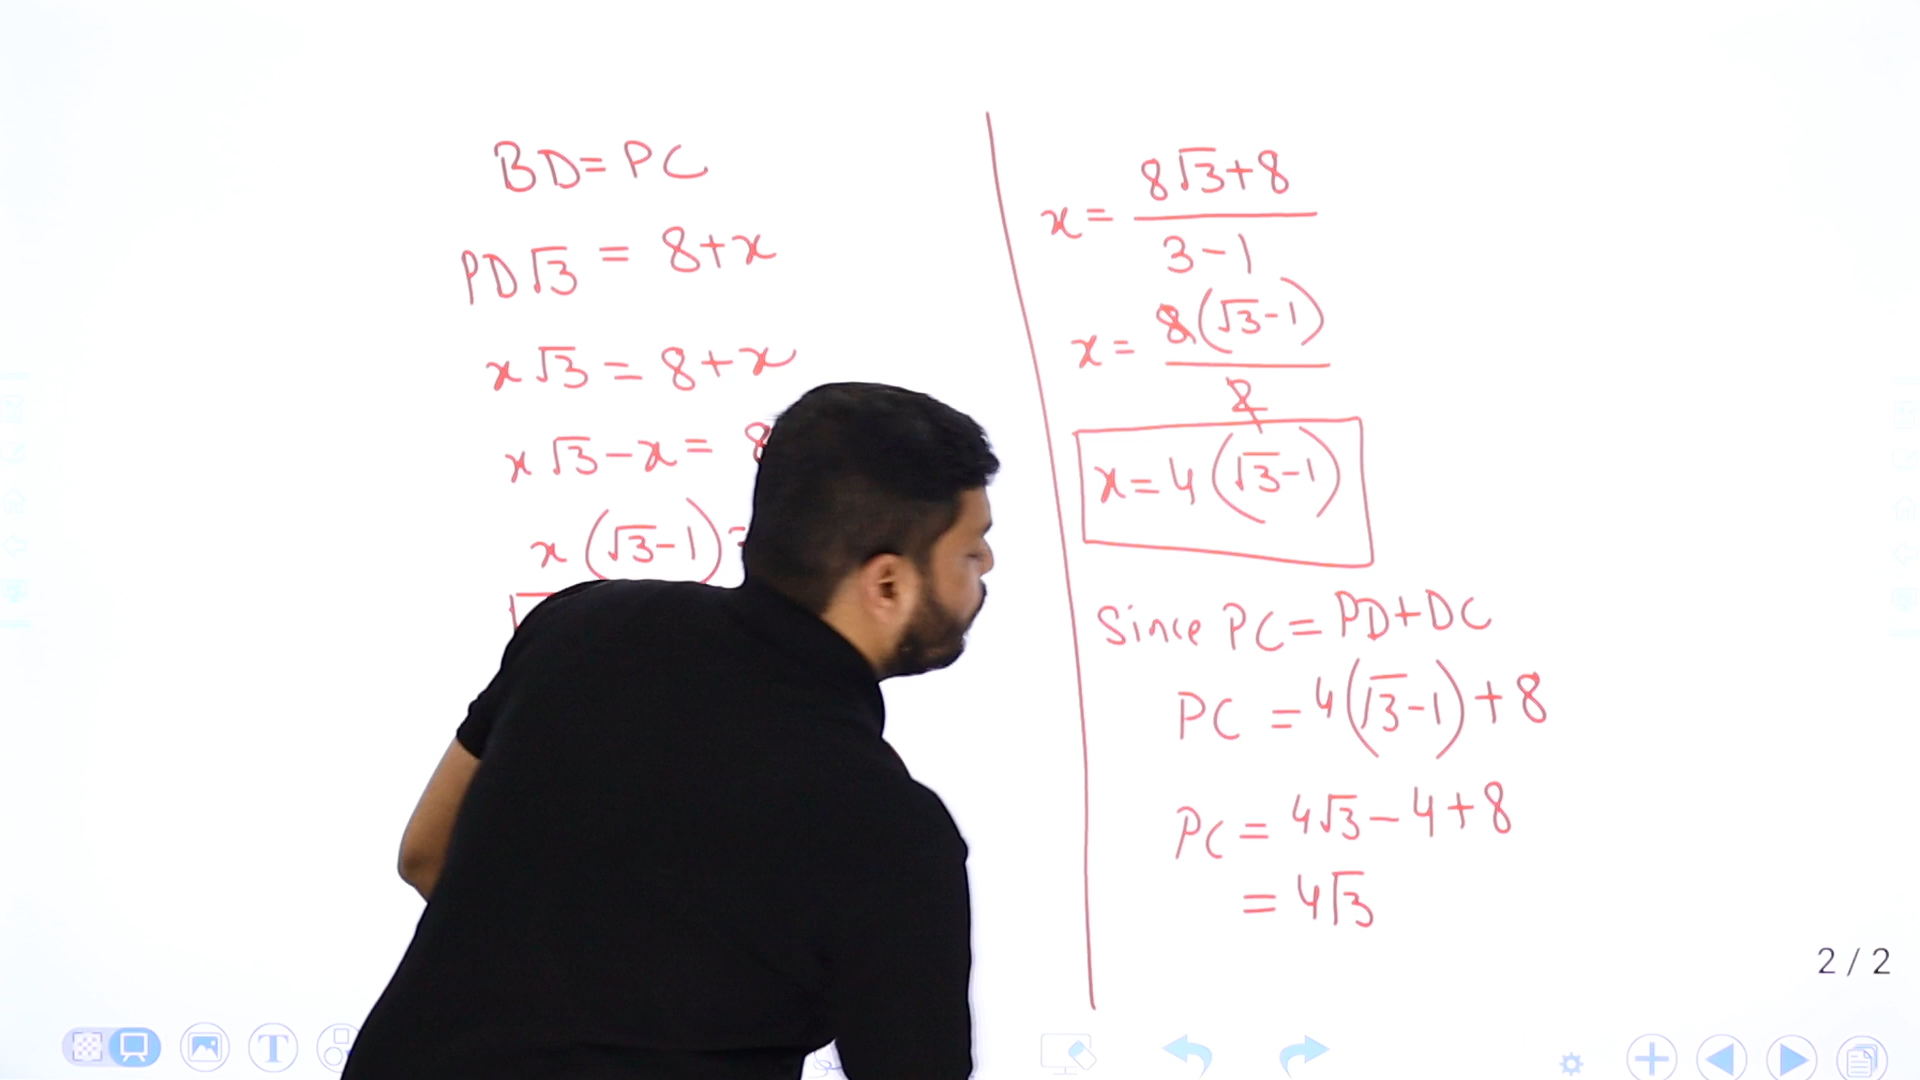 BD = PC
PD√3 = 8+x
x√3 = 8+x
x√3-x = 8
x(√3-1) =
x = 8√3+8 / 3-1
x = 8(√3-1) / 2
x = 4(√3-1)
Since PC = PD+DC
PC = 4(√3-1)+8
PC = 4√3-4+8
= 4√3
2 / 2
T